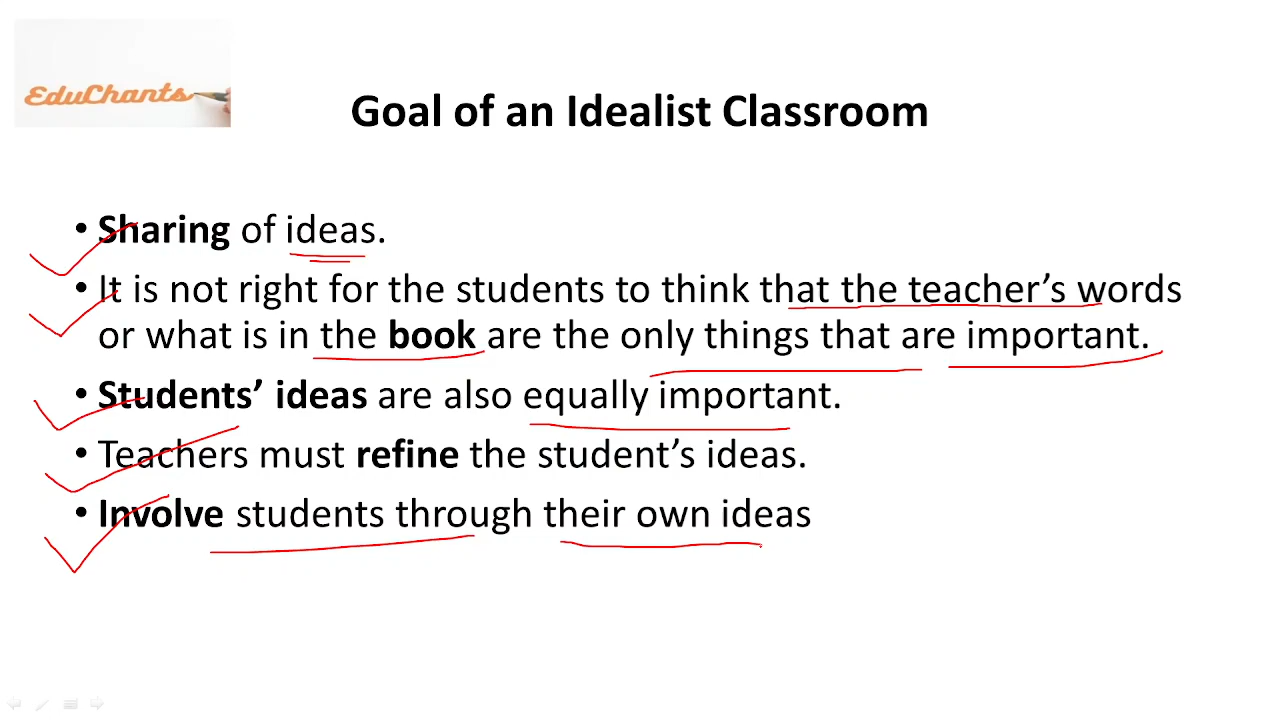 EduChants
Goal of an Idealist Classroom
• Sharing of ideas.
• It is not right for the students to think that the teacher’s words
or what is in the book are the only things that are important.
• Students’ ideas are also equally important.
• Teachers must refine the student’s ideas.
• Involve students through their own ideas